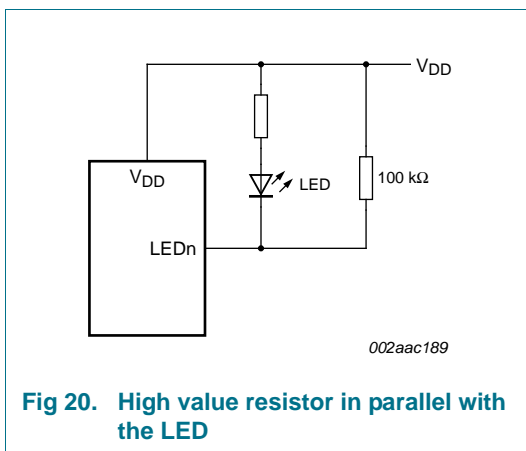 VDD
VDD
LED
100 kΩ
LEDn
002aac189
Fig 20. High value resistor in parallel with
the LED